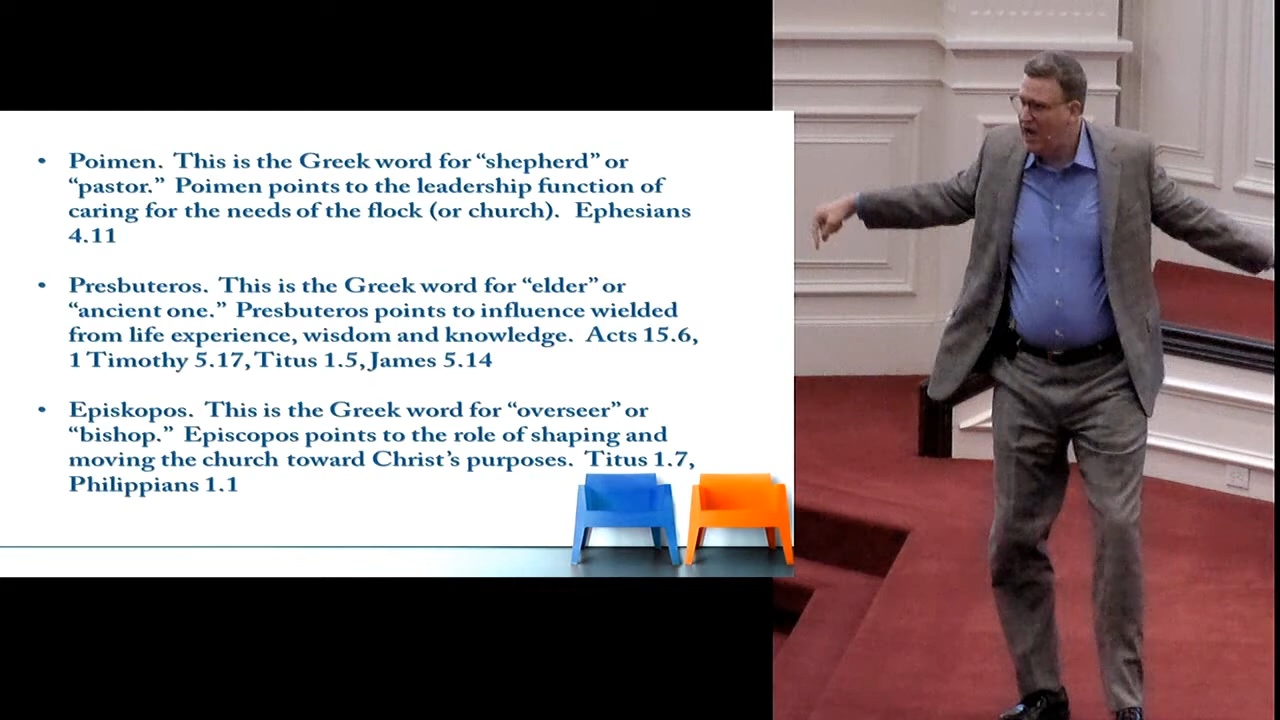 • Poimen. This is the Greek word for “shepherd” or
“pastor.” Poimen points to the leadership function of
caring for the needs of the flock (or church). Ephesians
4.11
• Presbuteros. This is the Greek word for “elder” or
“ancient one.” Presbuteros points to influence wielded
from life experience, wisdom and knowledge. Acts 15.6,
1 Timothy 5.17, Titus 1.5, James 5.14
• Episkopos. This is the Greek word for “overseer” or
“bishop.” Episcopos points to the role of shaping and
moving the church toward Christ’s purposes. Titus 1.7,
Philippians 1.1